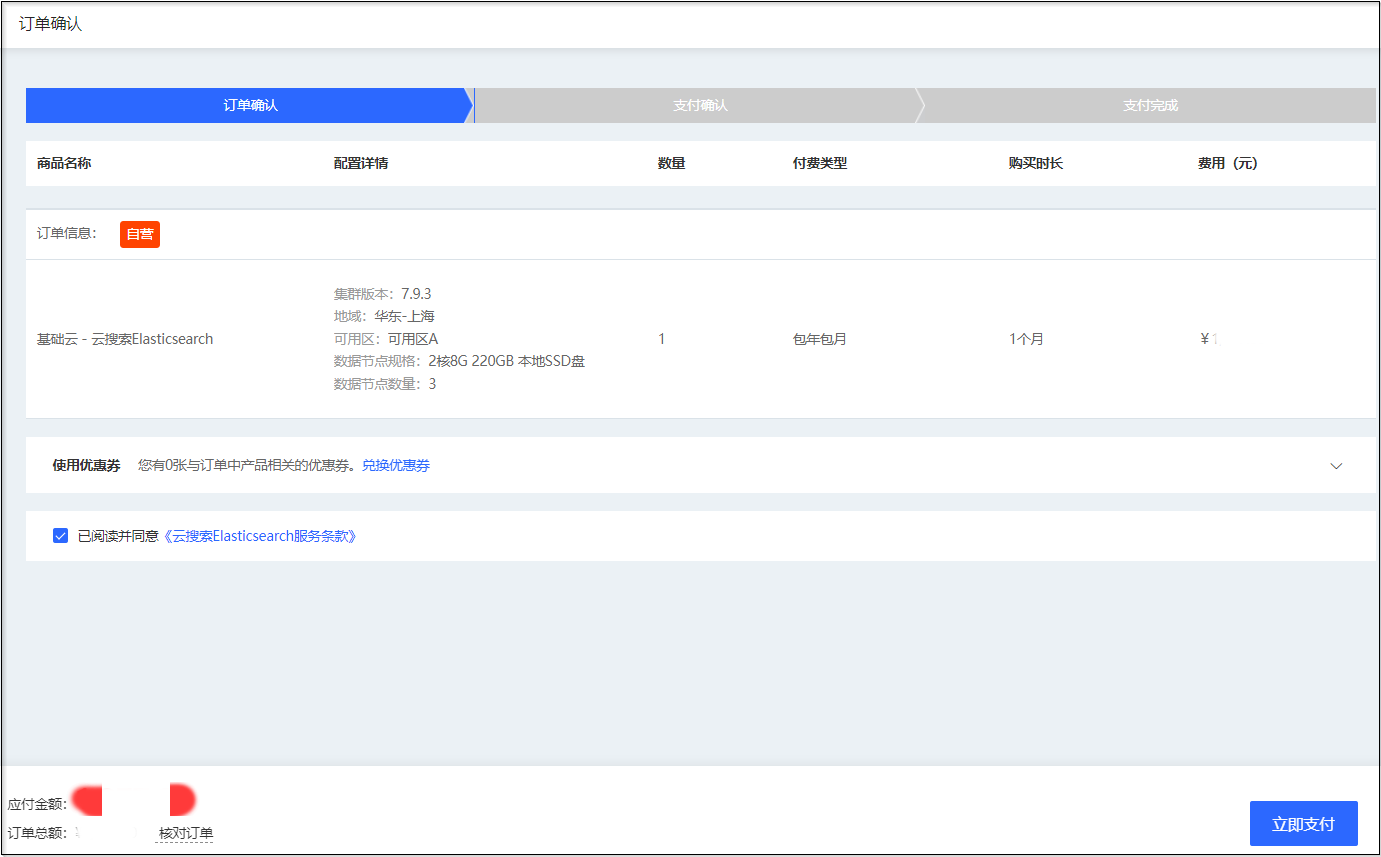 订单确认
订单确认 支付确认 支付完成
商品名称 配置详情 数量 付费类型 购买时长 费用（元）
订单信息： 自营
集群版本：7.9.3
地域：华东-上海
可用区：可用区A
数据节点规格：2核8G 220GB 本地SSD盘
数据节点数量：3
基础云 - 云搜索Elasticsearch 1 包年包月 1个月 ¥
使用优惠券 您有0张与订单中产品相关的优惠券。兑换优惠券
已阅读并同意《云搜索Elasticsearch服务条款》
应付金额：
订单总额： 核对订单
立即支付